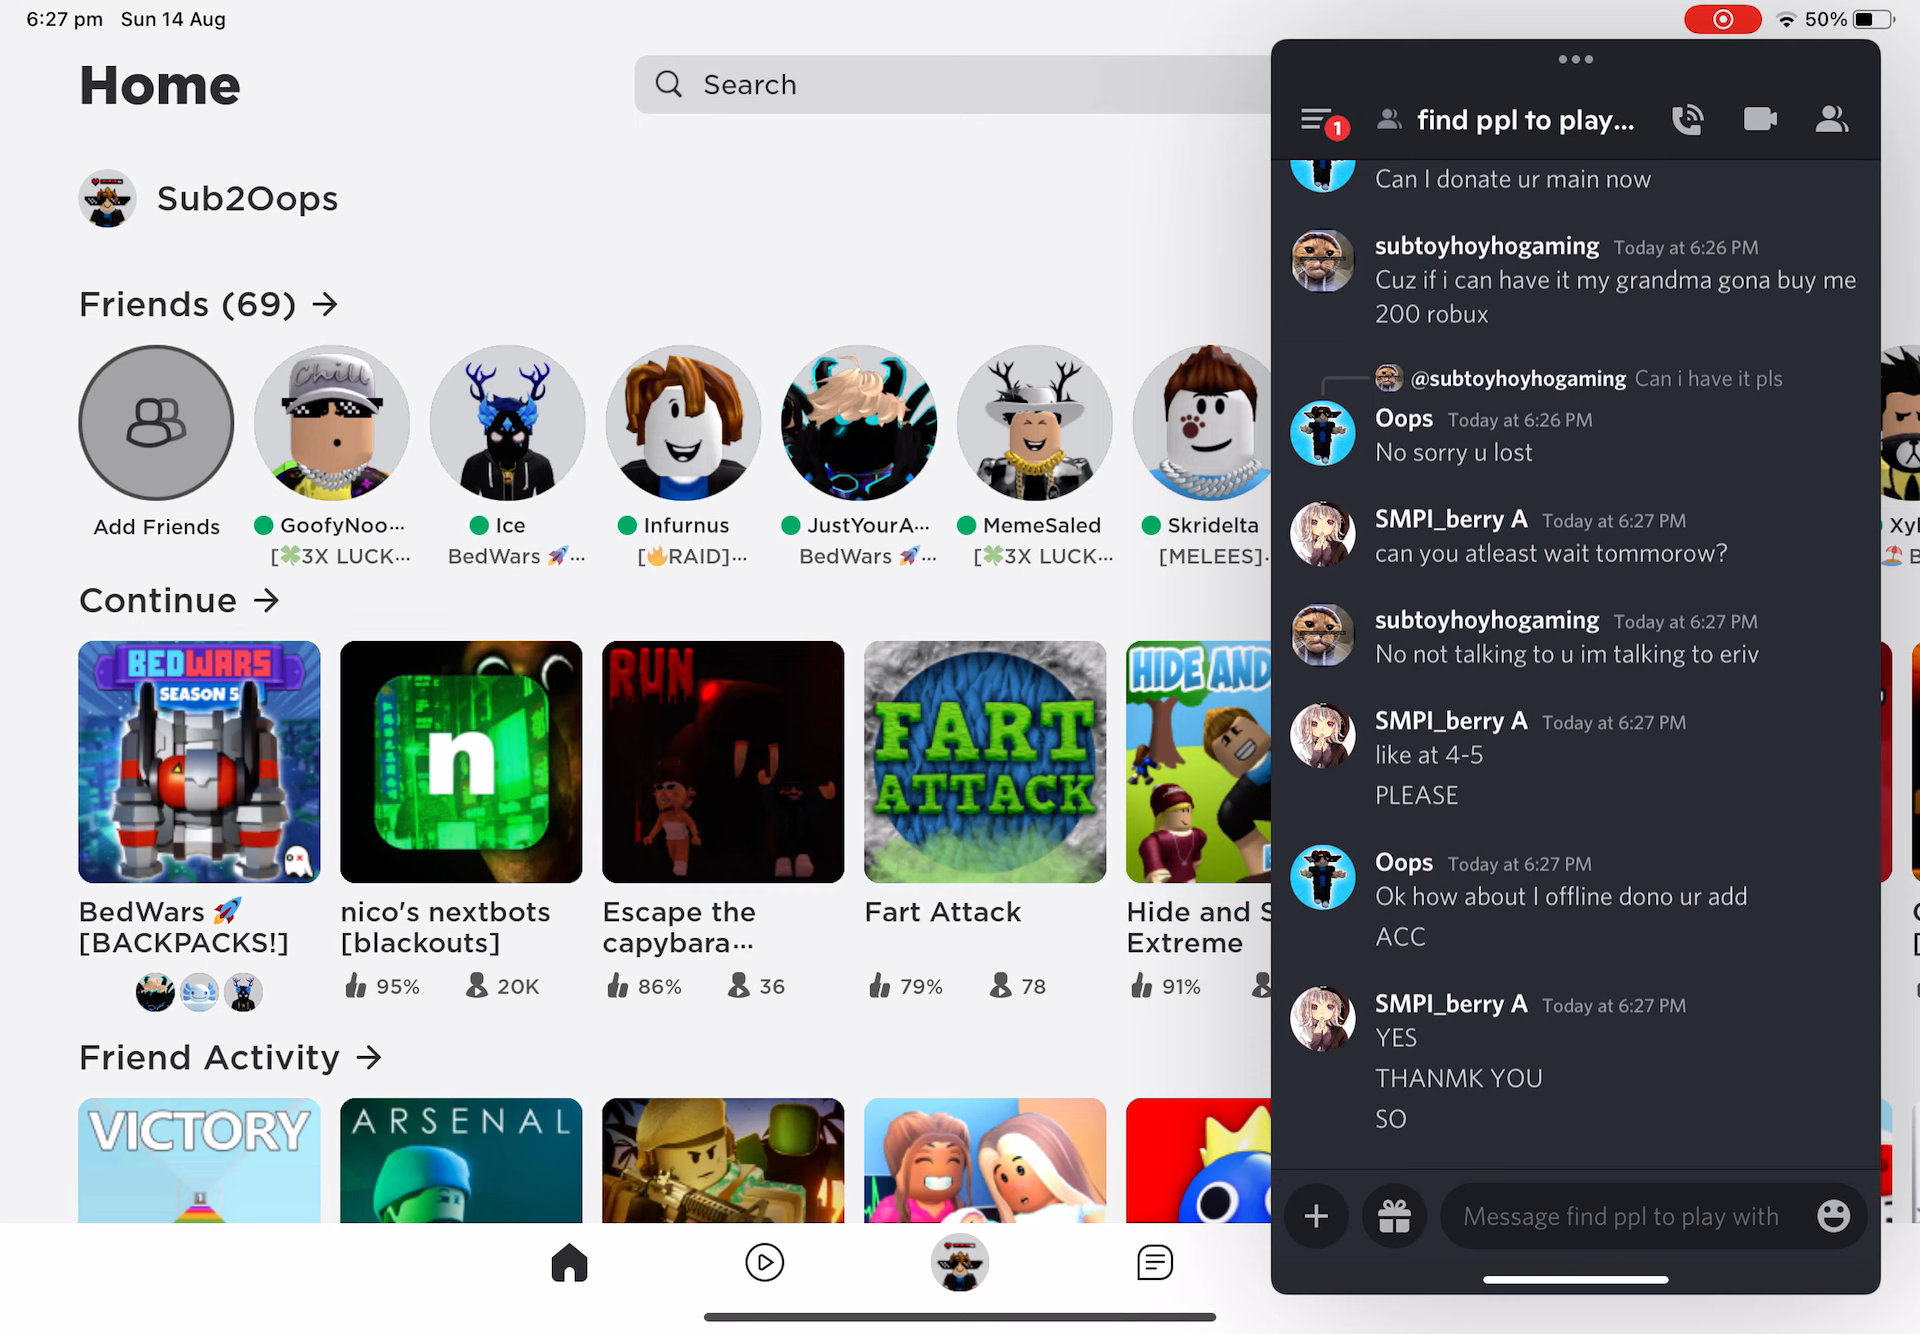 6:27 pm Sun 14 Aug
50%
Home
Search
Sub2Oops
Friends (69) →
Chill
Add Friends
GoofyNoo...
Ice
Infurnus
JustYourA...
MemeSaled
Skridelta
Xyl
[🍀3X LUCK...
BedWars 🚀...
[🔥RAID]...
BedWars 🚀...
[🍀3X LUCK...
[MELEES].
🏖️ B
Continue →
BEDWARS
SEASON 5
n
RUN
FART
ATTACK
HIDE AND
BedWars 🚀
[BACKPACKS!]
nico's nextbots
[blackouts]
95%
20K
Escape the
capybara...
86%
36
Fart Attack
79%
78
Hide and S
Extreme
91%
Friend Activity →
VICTORY
ARSENAL
1
find ppl to play...
Can I donate ur main now
subtoyhoyhogaming Today at 6:26 PM
Cuz if i can have it my grandma gona buy me
200 robux
@subtoyhoyhogaming Can i have it pls
Oops Today at 6:26 PM
No sorry u lost
SMPI_berry A Today at 6:27 PM
can you atleast wait tommorow?
subtoyhoyhogaming Today at 6:27 PM
No not talking to u im talking to eriv
SMPI_berry A Today at 6:27 PM
like at 4-5
PLEASE
Oops Today at 6:27 PM
Ok how about I offline dono ur add
ACC
SMPI_berry A Today at 6:27 PM
YES
THANMK YOU
SO
Message find ppl to play with